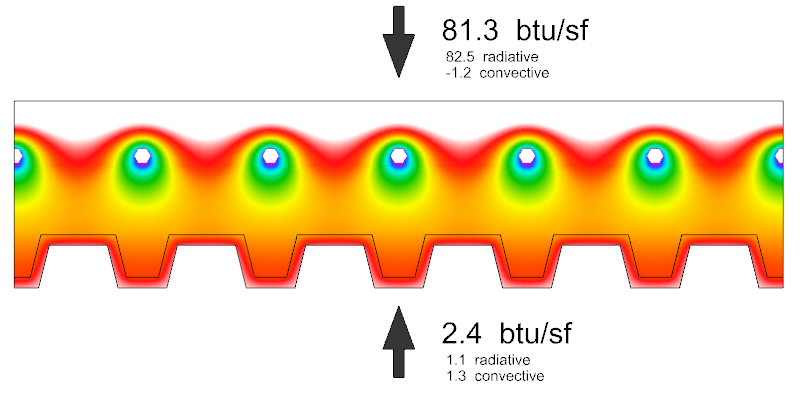 81.3 btu/sf
82.5 radiative
-1.2 convective
2.4 btu/sf
1.1 radiative
1.3 convective